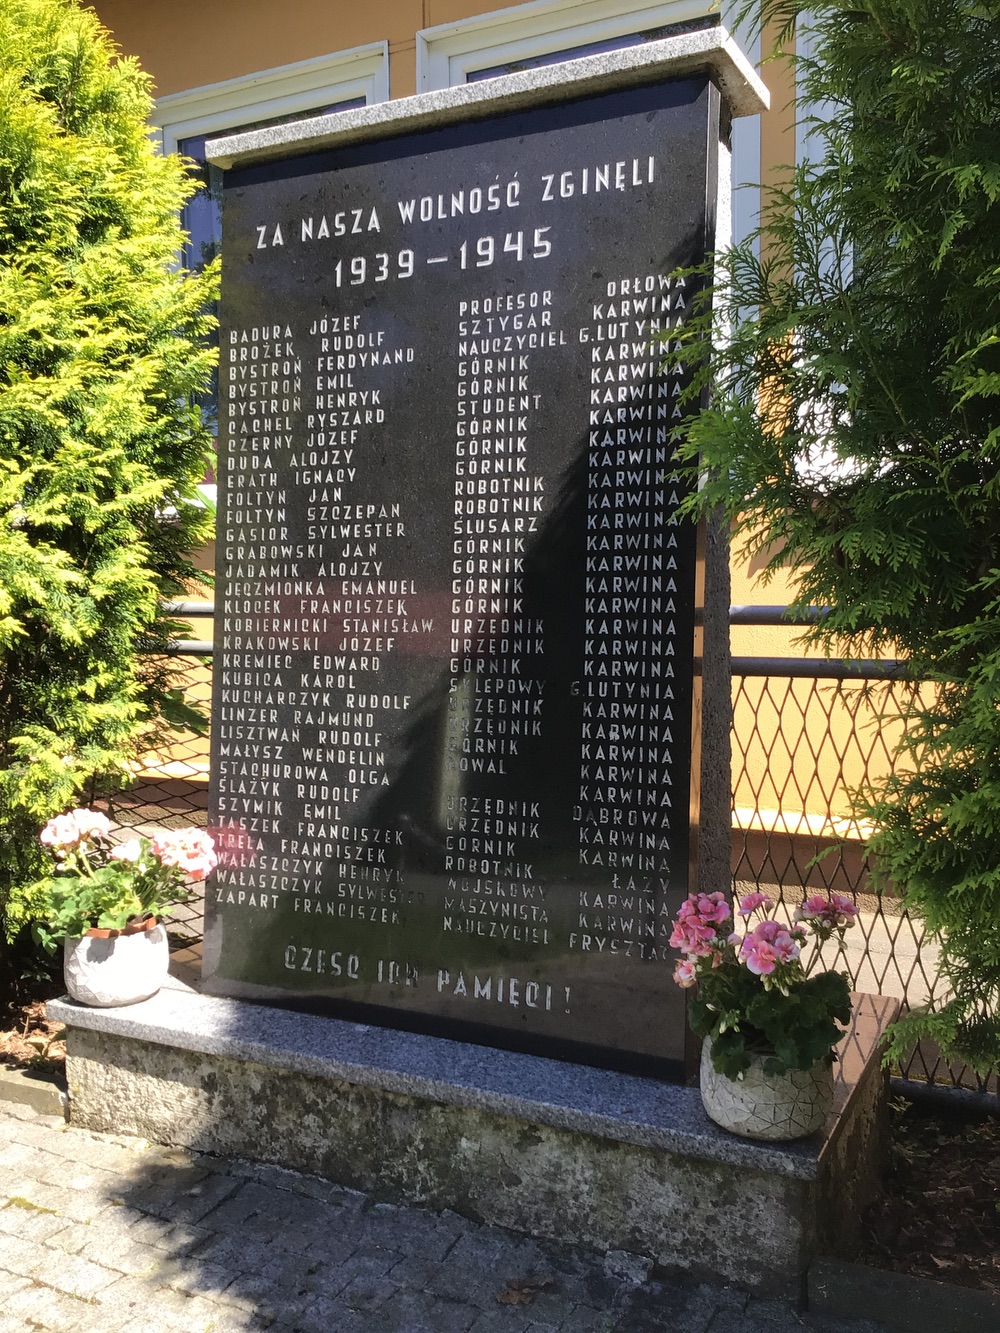 ZA NASZA WOLNOŚĆ ZGINĘLI
1939–1945
BADURA JÓZEF PROFESOR ORŁOWA
BROŻEK RUDOLF SZTYGAR KARWINA
BYSTROŃ FERDYNAND NAUCZYCIEL G.LUTYNIA
BYSTROŃ EMIL GÓRNIK KARWINA
BYSTROŃ HENRYK GÓRNIK KARWINA
CACHEL RYSZARD STUDENT KARWINA
CZERNY JÓZEF GÓRNIK KARWINA
DUDA ALOJZY GÓRNIK KARWINA
ERATH IGNACY GÓRNIK KARWINA
FOLTYN JAN ROBOTNIK KARWINA
FOLTYN SZCZEPAN ROBOTNIK KARWINA
GĄSIOR SYLWESTER ŚLUSARZ KARWINA
GRABOWSKI JAN GÓRNIK KARWINA
JADAMIK ALOJZY GÓRNIK KARWINA
JĘCZMIONKA EMANUEL GÓRNIK KARWINA
KLOCEK FRANCISZEK GÓRNIK KARWINA
KOBIERNICKI STANISŁAW URZĘDNIK KARWINA
KRAKOWSKI JÓZEF URZĘDNIK KARWINA
KREMIEC EDWARD GÓRNIK KARWINA
KUBICA KAROL SKLEPOWY G.LUTYNIA
KUCHARCZYK RUDOLF URZĘDNIK KARWINA
LINZER RAJMUND URZĘDNIK KARWINA
LISZTWAN RUDOLF GÓRNIK KARWINA
MAŁYSZ WENDELIN KOWAL KARWINA
STACHUROWA OLGA KARWINA
ŚLAŻYK RUDOLF URZĘDNIK DĄBROWA
SZYMIK EMIL URZĘDNIK KARWINA
TASZEK FRANCISZEK GÓRNIK KARWINA
TRELA FRANCISZEK ROBOTNIK ŁAZY
WAŁASZCZYK HENRYK WOJSKOWY KARWINA
WAŁASZCZYK SYLWESTER MASZYNISTA KARWINA
ZAPART FRANCISZEK NAUCZYCIEL FRYSZTAT
CZEŚĆ ICH PAMIĘCI!